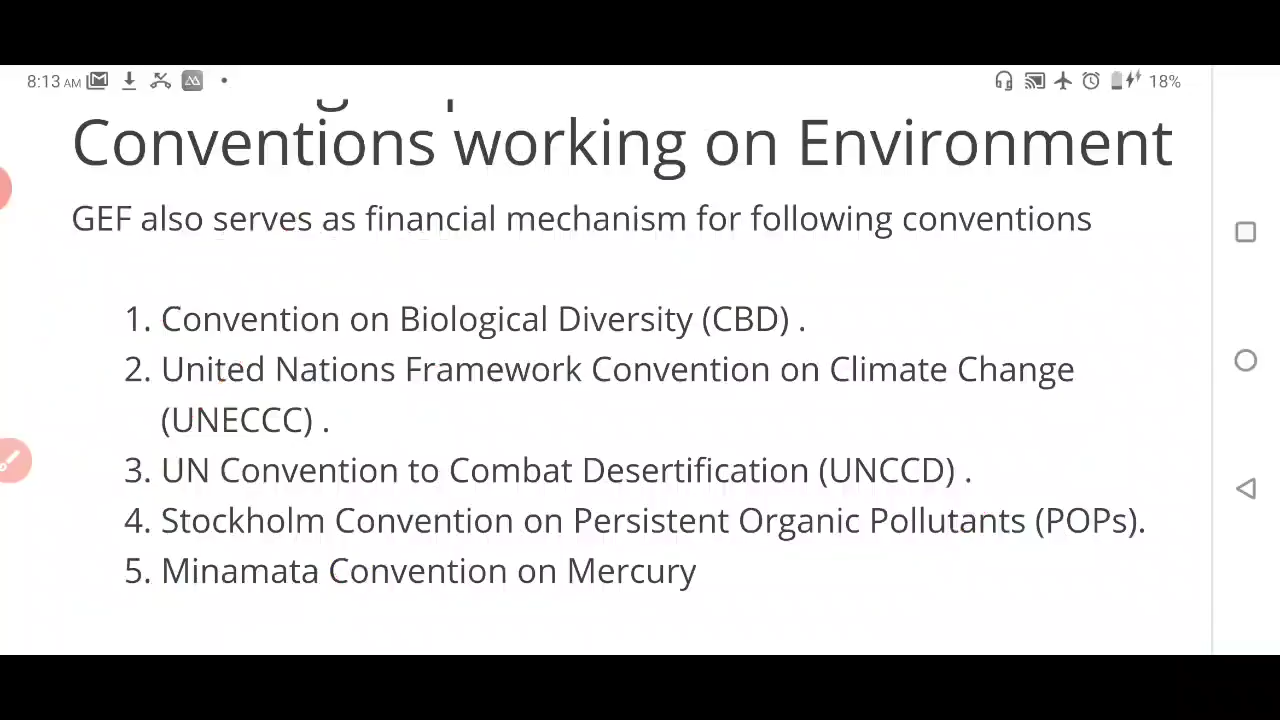 8:13 AM
18%
Conventions working on Environment
GEF also serves as financial mechanism for following conventions
1. Convention on Biological Diversity (CBD) .
2. United Nations Framework Convention on Climate Change
(UNECCC) .
3. UN Convention to Combat Desertification (UNCCD) .
4. Stockholm Convention on Persistent Organic Pollutants (POPs).
5. Minamata Convention on Mercury